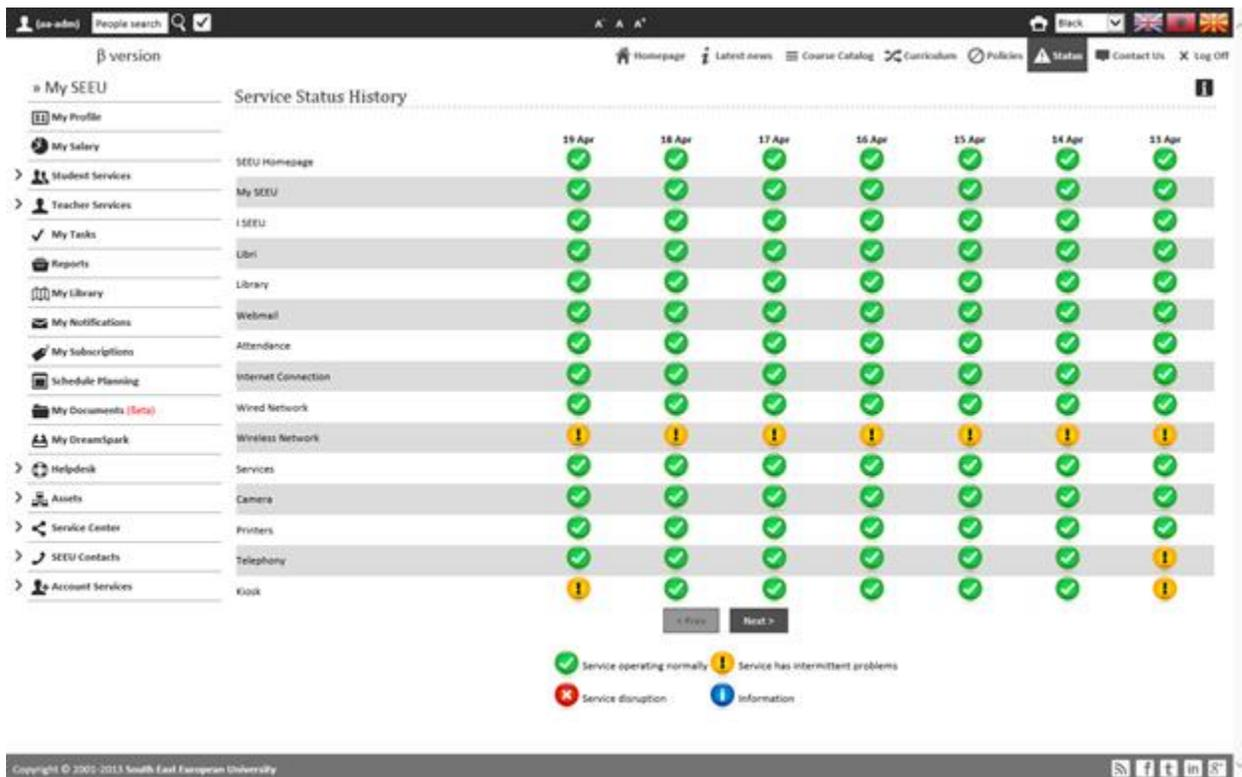 (aa-adm) People search A- A A+ Black
β version Homepage Latest news Course Catalog Curriculum Policies Status Contact Us X Log Off
» My SEEU
Service Status History
My Profile
My Salary
Student Services
Teacher Services
My Tasks
Reports
My Library
My Notifications
My Subscriptions
Schedule Planning
My Documents (Beta)
My DreamSpark
Helpdesk
Assets
Service Center
SEEU Contacts
Account Services
19 Apr 18 Apr 17 Apr 16 Apr 15 Apr 14 Apr 13 Apr
SEEU Homepage
My SEEU
I SEEU
Libri
Library
Webmail
Attendance
Internet Connection
Wired Network
Wireless Network
Services
Camera
Printers
Telephony
Kiosk
< Prev Next >
Service operating normally Service has intermittent problems
Service disruption Information
Copyright © 2001-2013 South East European University